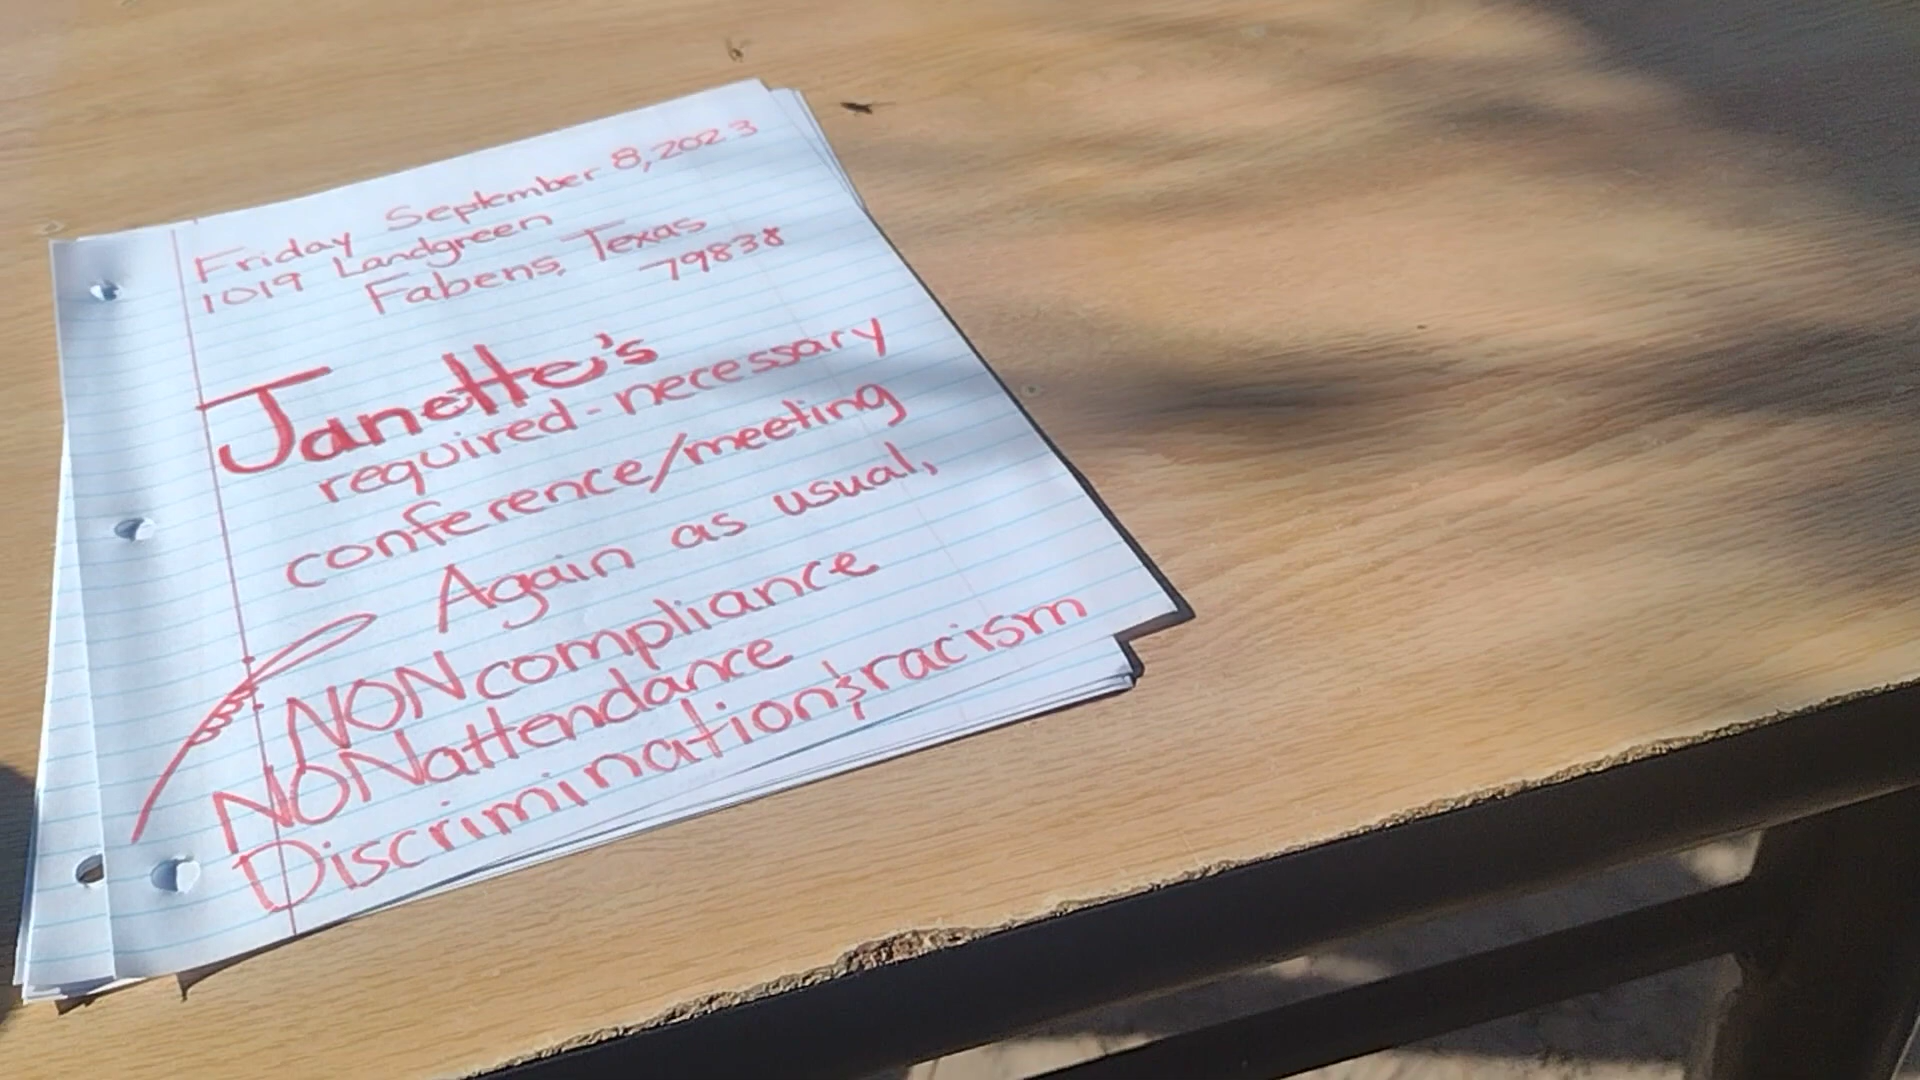 Friday September 8, 2023
1019 Landgreen
Fabens, Texas
79838
Janette's
required-necessary
conference/meeting
Again as usual,
NONcompliance
NONattendance
Discrimination & racism